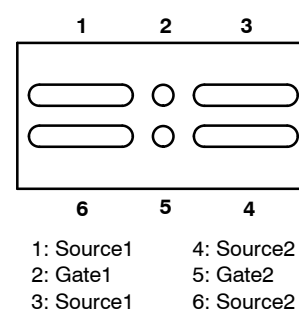 1 2 3
6 5 4
1: Source1 4: Source2
2: Gate1 5: Gate2
3: Source1 6: Source2